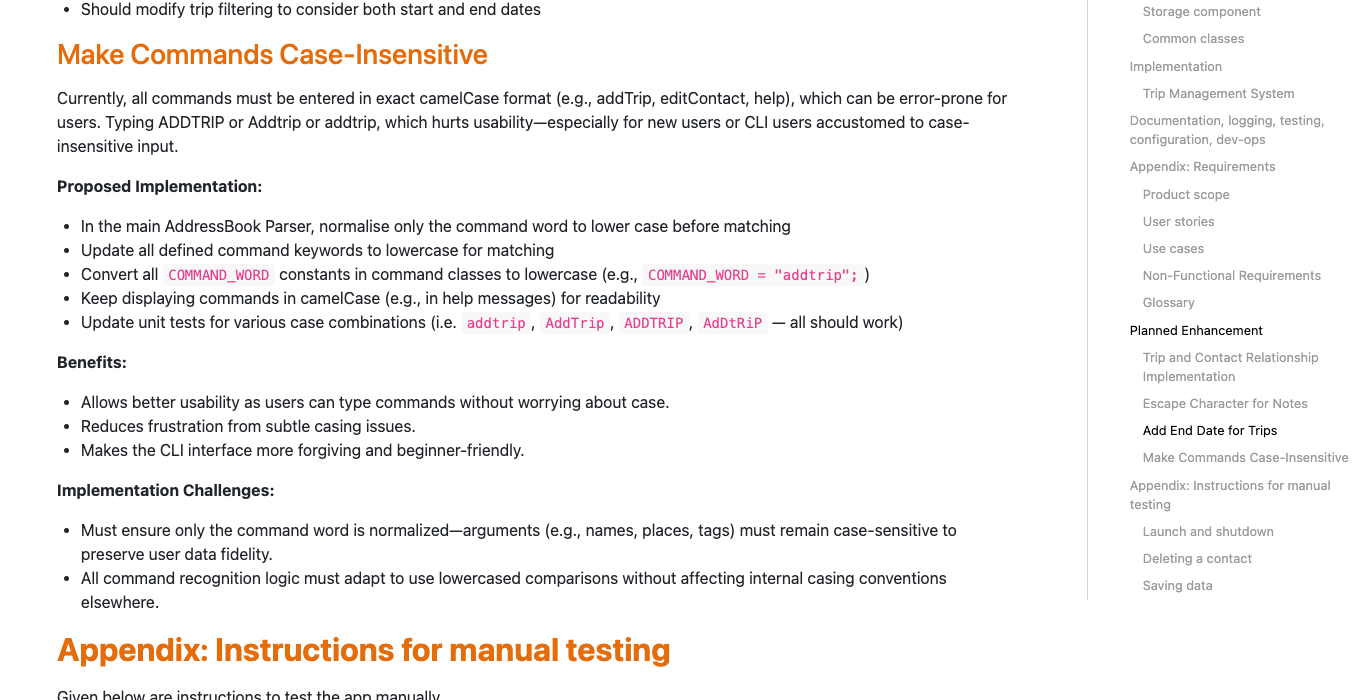 Should modify trip filtering to consider both start and end dates
Make Commands Case-Insensitive
Currently, all commands must be entered in exact camelCase format (e.g., addTrip, editContact, help), which can be error-prone for
users. Typing ADDTRIP or Addtrip or addtrip, which hurts usability—especially for new users or CLI users accustomed to case-
insensitive input.
Proposed Implementation:
In the main AddressBook Parser, normalise only the command word to lower case before matching
Update all defined command keywords to lowercase for matching
Convert all COMMAND_WORD constants in command classes to lowercase (e.g., COMMAND_WORD = "addtrip"; )
Keep displaying commands in camelCase (e.g., in help messages) for readability
Update unit tests for various case combinations (i.e. addtrip , AddTrip , ADDTRIP , AdDtRiP — all should work)
Benefits:
Allows better usability as users can type commands without worrying about case.
Reduces frustration from subtle casing issues.
Makes the CLI interface more forgiving and beginner-friendly.
Implementation Challenges:
Must ensure only the command word is normalized—arguments (e.g., names, places, tags) must remain case-sensitive to
preserve user data fidelity.
All command recognition logic must adapt to use lowercased comparisons without affecting internal casing conventions
elsewhere.
Appendix: Instructions for manual testing
Given below are instructions to test the app manually.
Storage component
Common classes
Implementation
Trip Management System
Documentation, logging, testing,
configuration, dev-ops
Appendix: Requirements
Product scope
User stories
Use cases
Non-Functional Requirements
Glossary
Planned Enhancement
Trip and Contact Relationship
Implementation
Escape Character for Notes
Add End Date for Trips
Make Commands Case-Insensitive
Appendix: Instructions for manual
testing
Launch and shutdown
Deleting a contact
Saving data